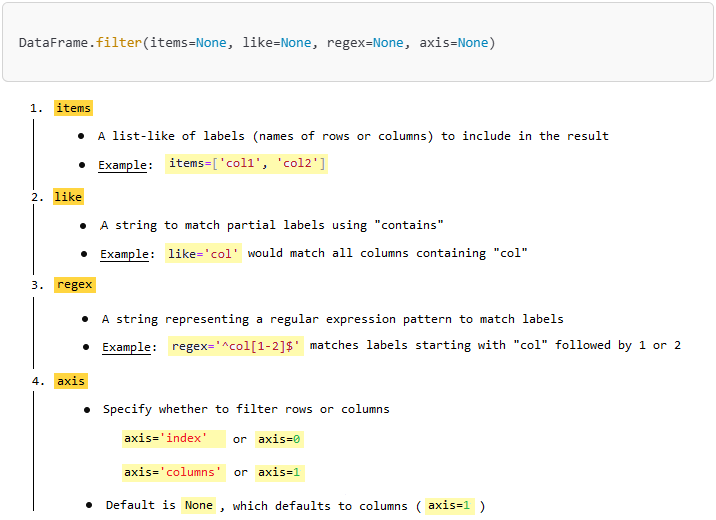 DataFrame.filter(items=None, like=None, regex=None, axis=None)
1. items
● A list-like of labels (names of rows or columns) to include in the result
● Example: items=['col1', 'col2']
2. like
● A string to match partial labels using "contains"
● Example: like='col' would match all columns containing "col"
3. regex
● A string representing a regular expression pattern to match labels
● Example: regex='^col[1-2]$' matches labels starting with "col" followed by 1 or 2
4. axis
● Specify whether to filter rows or columns
axis='index' or axis=0
axis='columns' or axis=1
● Default is None, which defaults to columns (axis=1)